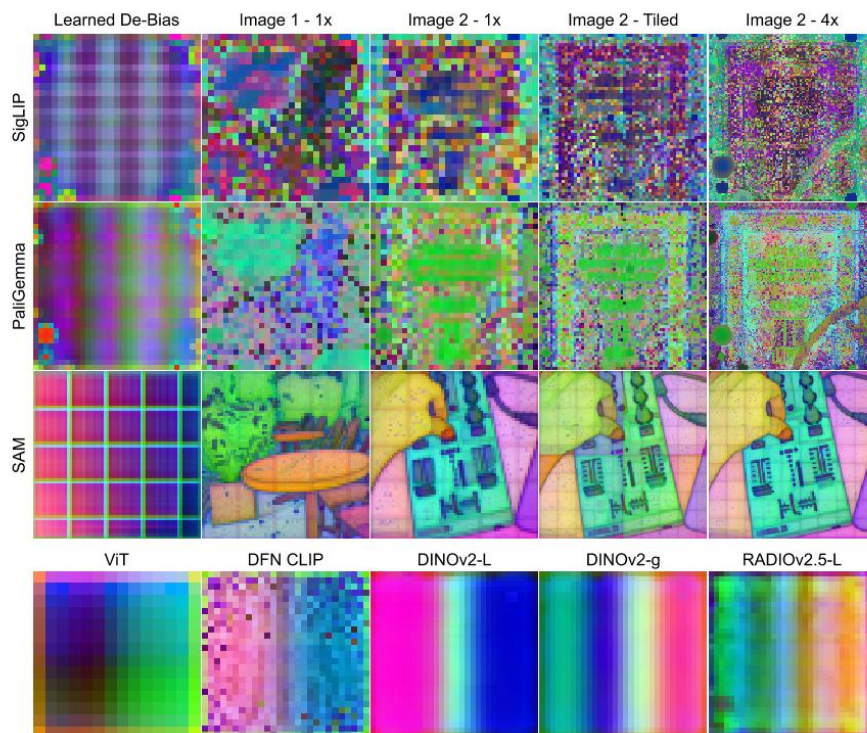 Learned De-Bias Image 1 - 1x Image 2 - 1x Image 2 - Tiled Image 2 - 4x
SigLIP
PaliGemma
SAM
ViT DFN CLIP DINOv2-L DINOv2-g RADIOv2.5-L